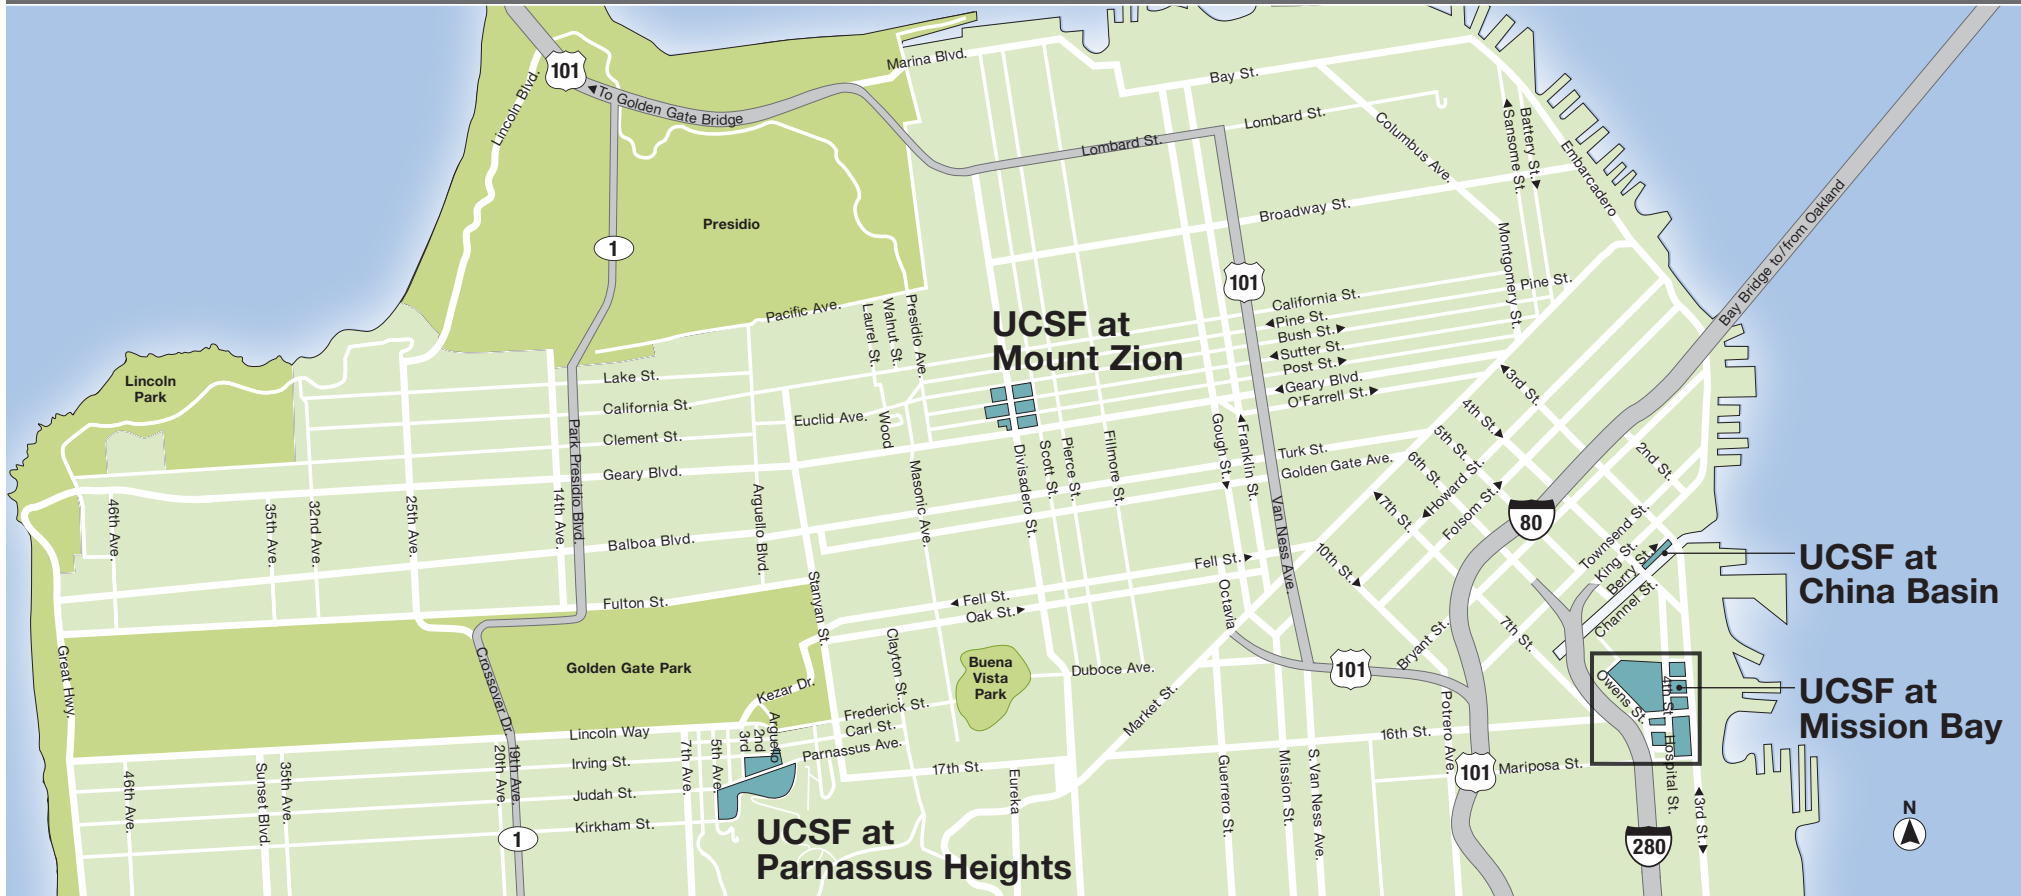 Marina Blvd.
Bay St.
Lincoln Blvd.
101
◄To Golden Gate Bridge
Lombard St.
Lombard St.
Columbus Ave.
▲Sansome St.
Battery St.▼
Embarcadero
Bay Bridge to/from Oakland
Broadway St.
Presidio
1
101
Montgomery St.
Pine St.
California St.
◄Pine St.
Bush St.►
◄Sutter St.
Post St.►
◄Geary Blvd.
O'Farrell St.►
Pacific Ave.
Laurel St.
Walnut St.
Presidio Ave.
UCSF at
Mount Zion
Lincoln
Park
Lake St.
California St.
Clement St.
Geary Blvd.
Euclid Ave.
Wood
Park Presidio Blvd.
14th Ave.
25th Ave.
32nd Ave.
35th Ave.
46th Ave.
Arguello Blvd.
Masonic Ave.
Divisadero St.
Scott St.
Pierce St.
Fillmore St.
Gough St.▼
▲Franklin St.
Van Ness Ave.
Turk St.
Golden Gate Ave.
◄3rd St.
4th St.►
5th St.
6th St.
◄7th St.
◄Howard St.
Folsom St.►
2nd St.
80
10th St.►
Townsend St.
King St.
Berry St.
Channel St.
UCSF at
China Basin
Balboa Blvd.
Fulton St.
Stanyan St.
Fell St.►
◄Fell St.
Oak St.►
Octavia
Bryant St.
7th St.
Great Hwy.
Crossover Dr.
Golden Gate Park
Kezar Dr.
Clayton St.
Buena
Vista
Park
Duboce Ave.
101
Market St.
Potrero Ave.
Owens St.
4th St
UCSF at
Mission Bay
Frederick St.
Carl St.
Parnassus Ave.
Lincoln Way
Irving St.
Judah St.
Kirkham St.
46th Ave.
Sunset Blvd.
35th Ave.
20th Ave.
19th Ave.
7th Ave.
5th Ave.
3rd
2nd
Arguello
17th St.
Eureka
Guerrero St.
Mission St.
S. Van Ness Ave.
16th St.
101
Mariposa St.
Hospital St.
◄3rd St.►
1
280
N
UCSF at
Parnassus Heights